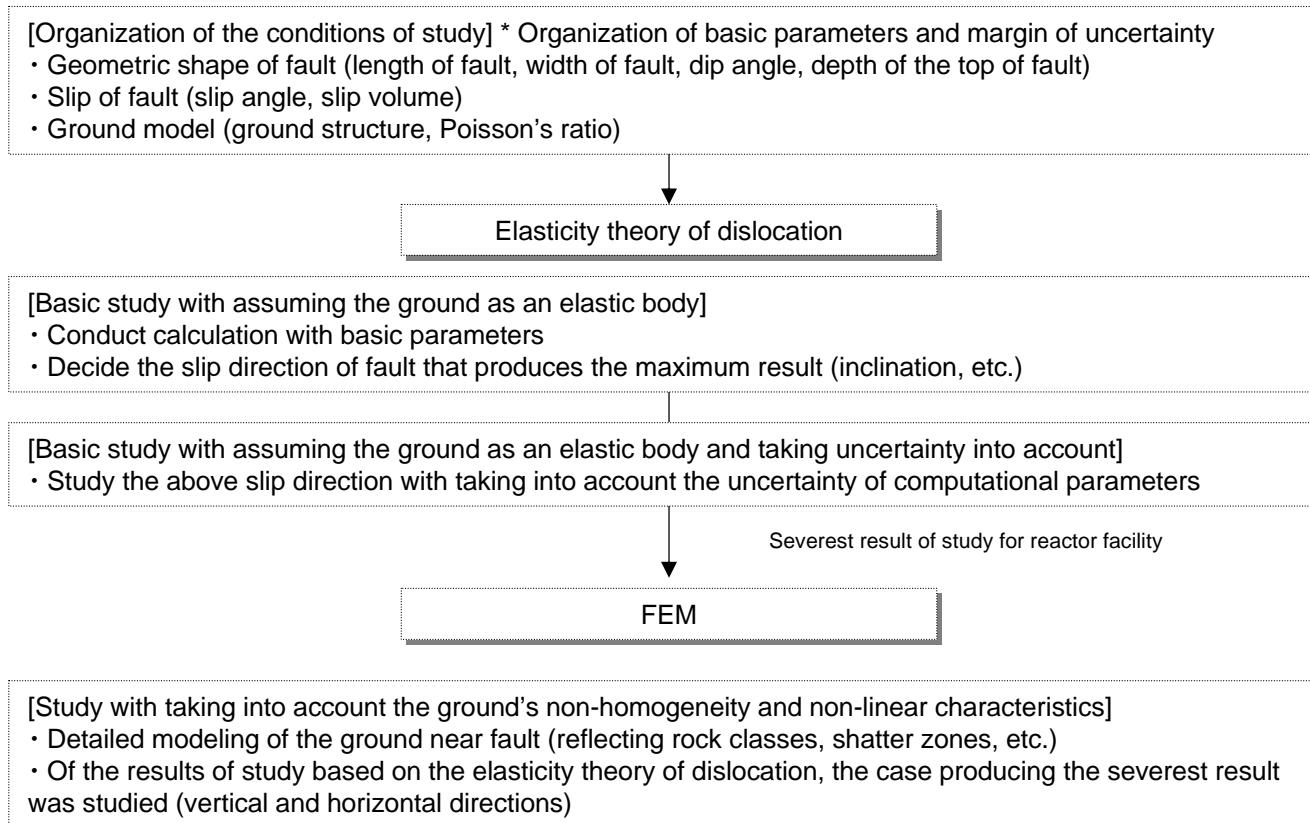 [Organization of the conditions of study] * Organization of basic parameters and margin of uncertainty
・Geometric shape of fault (length of fault, width of fault, dip angle, depth of the top of fault)
・Slip of fault (slip angle, slip volume)
・Ground model (ground structure, Poisson's ratio)
Elasticity theory of dislocation
[Basic study with assuming the ground as an elastic body]
・Conduct calculation with basic parameters
・Decide the slip direction of fault that produces the maximum result (inclination, etc.)
[Basic study with assuming the ground as an elastic body and taking uncertainty into account]
・Study the above slip direction with taking into account the uncertainty of computational parameters
Severest result of study for reactor facility
FEM
[Study with taking into account the ground's non-homogeneity and non-linear characteristics]
・Detailed modeling of the ground near fault (reflecting rock classes, shatter zones, etc.)
・Of the results of study based on the elasticity theory of dislocation, the case producing the severest result
was studied (vertical and horizontal directions)